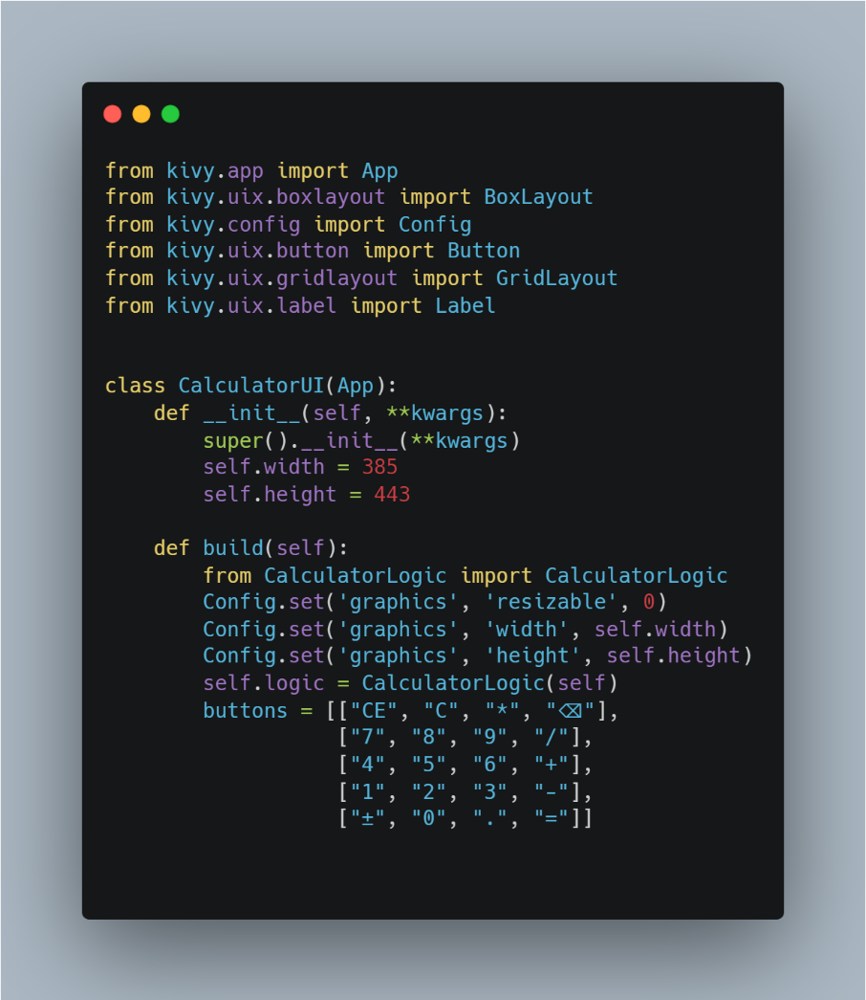 from kivy.app import App
from kivy.uix.boxlayout import BoxLayout
from kivy.config import Config
from kivy.uix.button import Button
from kivy.uix.gridlayout import GridLayout
from kivy.uix.label import Label


class CalculatorUI(App):
    def __init__(self, **kwargs):
        super().__init__(**kwargs)
        self.width = 385
        self.height = 443

    def build(self):
        from CalculatorLogic import CalculatorLogic
        Config.set('graphics', 'resizable', 0)
        Config.set('graphics', 'width', self.width)
        Config.set('graphics', 'height', self.height)
        self.logic = CalculatorLogic(self)
        buttons = [["CE", "C", "*", "⌫"],
                   ["7", "8", "9", "/"],
                   ["4", "5", "6", "+"],
                   ["1", "2", "3", "-"],
                   ["±", "0", ".", "="]]